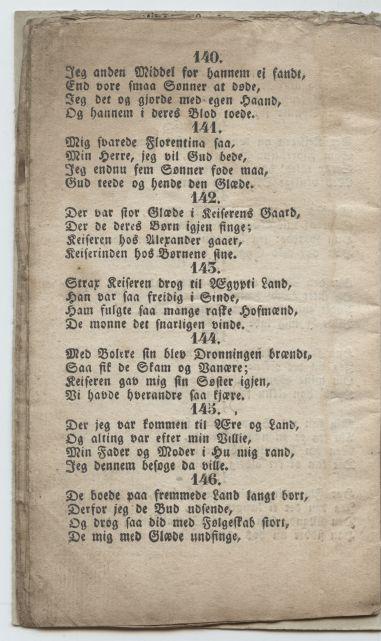 140.
Jeg anden Middel for hannem ei fandt,
End vore smaa Sønner at døde,
Jeg det og gjorde med egen Haand,
Og hannem i deres Blod toede.
141.
Mig svarede Florentina saa,
Min Herre, jeg vil Gud bede,
Jeg endnu fem Sønner føde maa,
Gud teede og hende den Glæde.
142.
Der var stor Glæde i Keiserens Gaard,
Der de deres Børn igjen finge;
Keiseren hos Alexander gaaer,
Keiserinden hos Børnene sine.
143.
Strax Keiseren drog til Ægypti Land,
Han var saa freidig i Sinde,
Ham fulgte saa mange raske Hofmænd,
De monne det snarligen vinde.
144.
Med Bolere sin blev Dronningen brændt,
Saa fik de Skam og Vanære;
Keiseren gav mig sin Søster igjen,
Vi havde hverandre saa kjære.
145.
Der jeg var kommen til Ære og Land,
Og alting var efter min Villie,
Min Fader og Moder i Hu mig rand,
Jeg dennem besøge da ville.
146.
De boede paa fremmede Land langt bort,
Derfor jeg de Bud udsende,
Og drog saa did med Følgeskab stort,
De mig med Glæde undfinge,